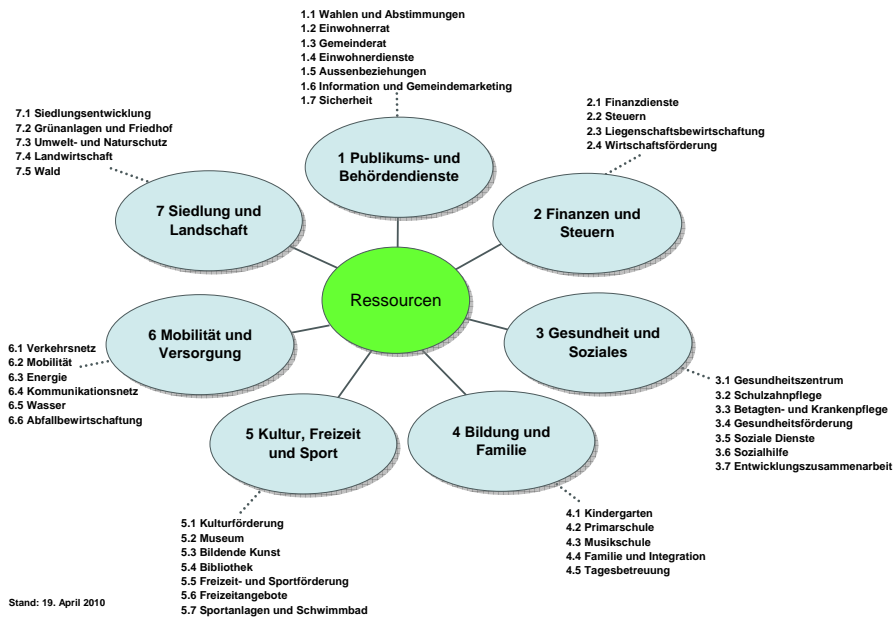 1.1 Wahlen und Abstimmungen
1.2 Einwohnerrat
1.3 Gemeinderat
1.4 Einwohnerdienste
1.5 Aussenbeziehungen
1.6 Information und Gemeindemarketing
1.7 Sicherheit
1 Publikums- und
Behördendienste
2.1 Finanzdienste
2.2 Steuern
2.3 Liegenschaftsbewirtschaftung
2.4 Wirtschaftsförderung
2 Finanzen und
Steuern
7.1 Siedlungsentwicklung
7.2 Grünanlagen und Friedhof
7.3 Umwelt- und Naturschutz
7.4 Landwirtschaft
7.5 Wald
7 Siedlung und
Landschaft
Ressourcen
3 Gesundheit und
Soziales
3.1 Gesundheitszentrum
3.2 Schulzahnpflege
3.3 Betagten- und Krankenpflege
3.4 Gesundheitsförderung
3.5 Soziale Dienste
3.6 Sozialhilfe
3.7 Entwicklungszusammenarbeit
6 Mobilität und
Versorgung
6.1 Verkehrsnetz
6.2 Mobilität
6.3 Energie
6.4 Kommunikationsnetz
6.5 Wasser
6.6 Abfallbewirtschaftung
5 Kultur, Freizeit
und Sport
5.1 Kulturförderung
5.2 Museum
5.3 Bildende Kunst
5.4 Bibliothek
5.5 Freizeit- und Sportförderung
5.6 Freizeitangebote
5.7 Sportanlagen und Schwimmbad
4 Bildung und
Familie
4.1 Kindergarten
4.2 Primarschule
4.3 Musikschule
4.4 Familie und Integration
4.5 Tagesbetreuung
Stand: 19. April 2010